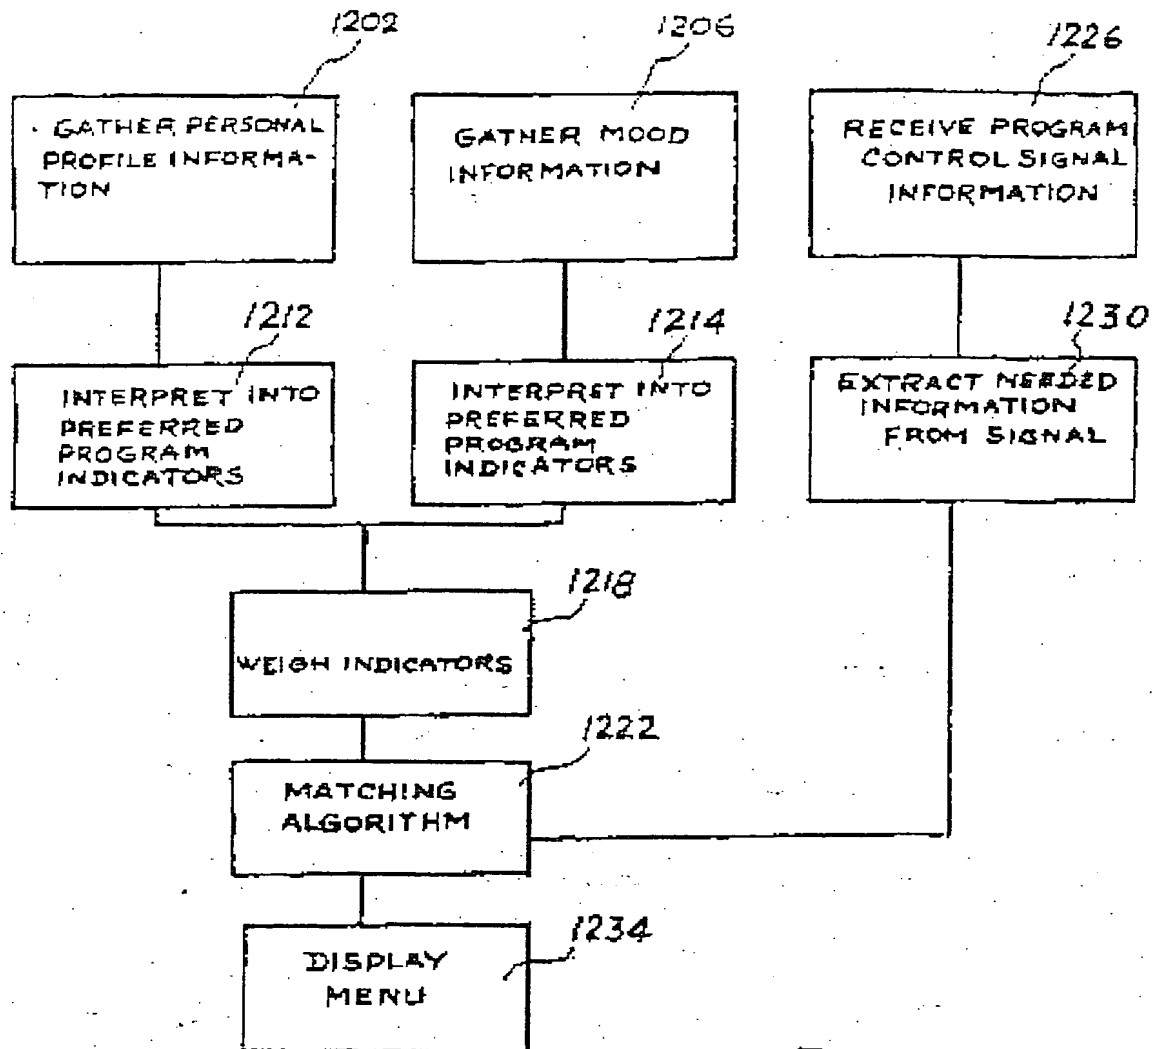 1202
1206
1226
GATHER PERSONAL
PROFILE INFORMA-
TION
GATHER MOOD
INFORMATION
RECEIVE PROGRAM
CONTROL SIGNAL
INFORMATION
1212
1214
1230
INTERPRET INTO
PREFERRED
PROGRAM
INDICATORS
INTERPRET INTO
PREFERRED
PROGRAM
INDICATORS
EXTRACT NEEDED
INFORMATION
FROM SIGNAL
1218
WEIGH INDICATORS
1222
MATCHING
ALGORITHM
1234
DISPLAY
MENU